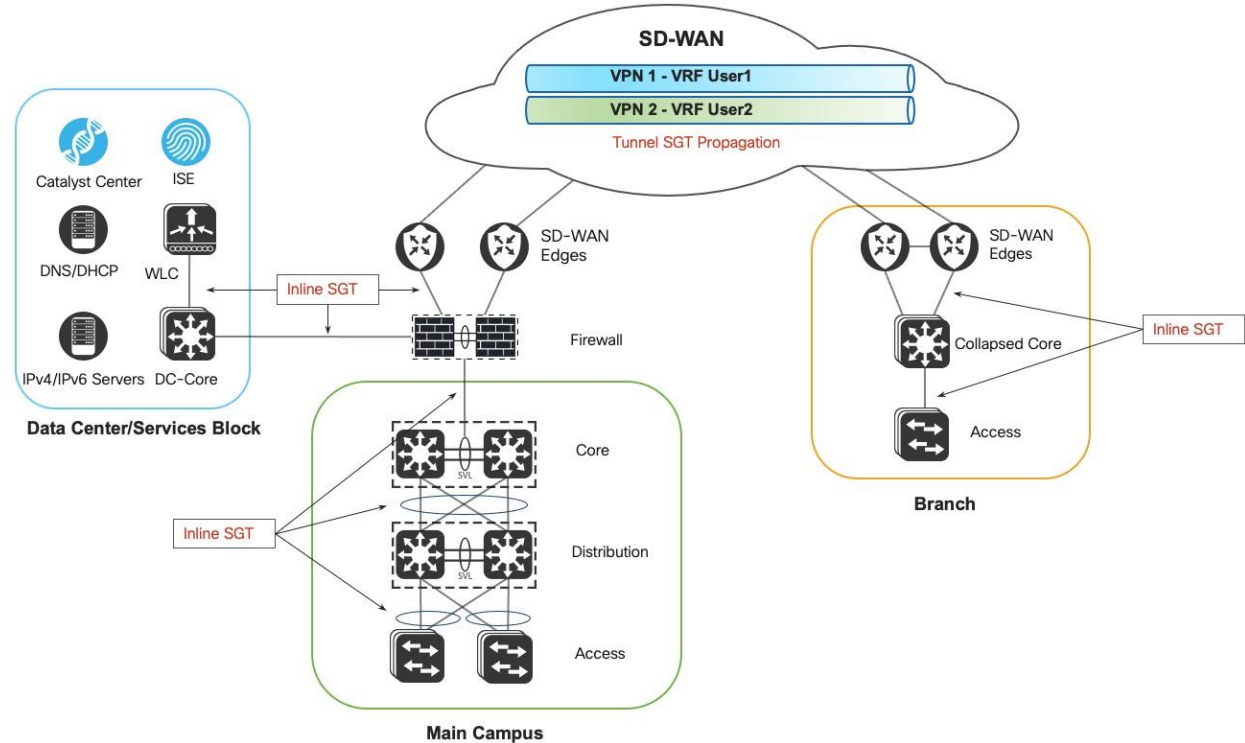 SD-WAN
VPN 1 - VRF User1
VPN 2 - VRF User2
Tunnel SGT Propagation
Catalyst Center
ISE
DNS/DHCP
WLC
IPv4/IPv6 Servers
DC-Core
Data Center/Services Block
Inline SGT
SD-WAN
Edges
Firewall
SD-WAN
Edges
Collapsed Core
Inline SGT
Access
Branch
Core
SVL
Inline SGT
Distribution
SVL
Access
Main Campus